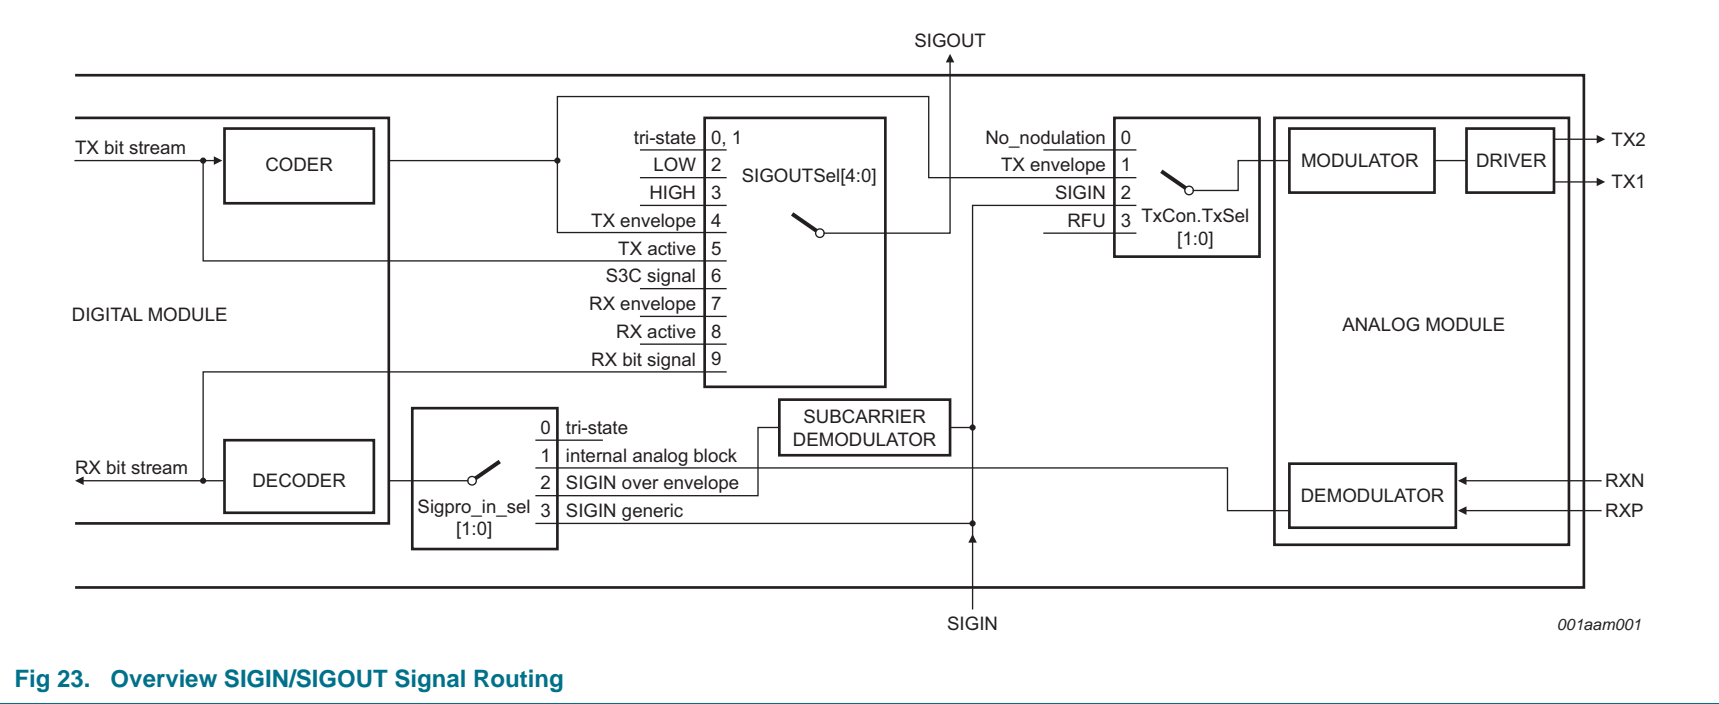 SIGOUT
TX bit stream
CODER
tri-state 0, 1
LOW 2
HIGH 3
TX envelope 4
TX active 5
S3C signal 6
RX envelope 7
RX active 8
RX bit signal 9
SIGOUTSel[4:0]
No_nodulation 0
TX envelope 1
SIGIN 2
RFU 3
TxCon.TxSel
[1:0]
MODULATOR
DRIVER
TX2
TX1
DIGITAL MODULE
ANALOG MODULE
RX bit stream
DECODER
Sigpro_in_sel
[1:0]
0 tri-state
1 internal analog block
2 SIGIN over envelope
3 SIGIN generic
SUBCARRIER
DEMODULATOR
DEMODULATOR
RXN
RXP
SIGIN
001aam001
Fig 23. Overview SIGIN/SIGOUT Signal Routing